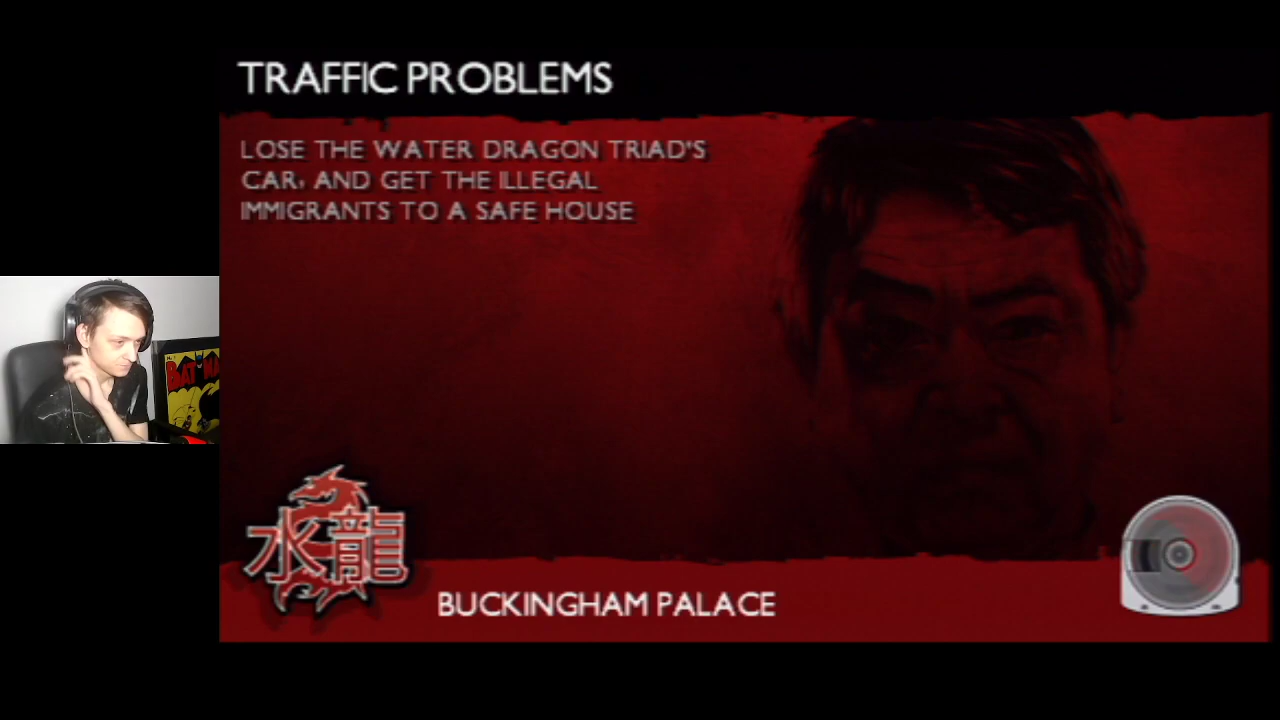 TRAFFIC PROBLEMS
LOSE THE WATER DRAGON TRIAD'S
CAR, AND GET THE ILLEGAL
IMMIGRANTS TO A SAFE HOUSE
BATMAN
水龍
BUCKINGHAM PALACE